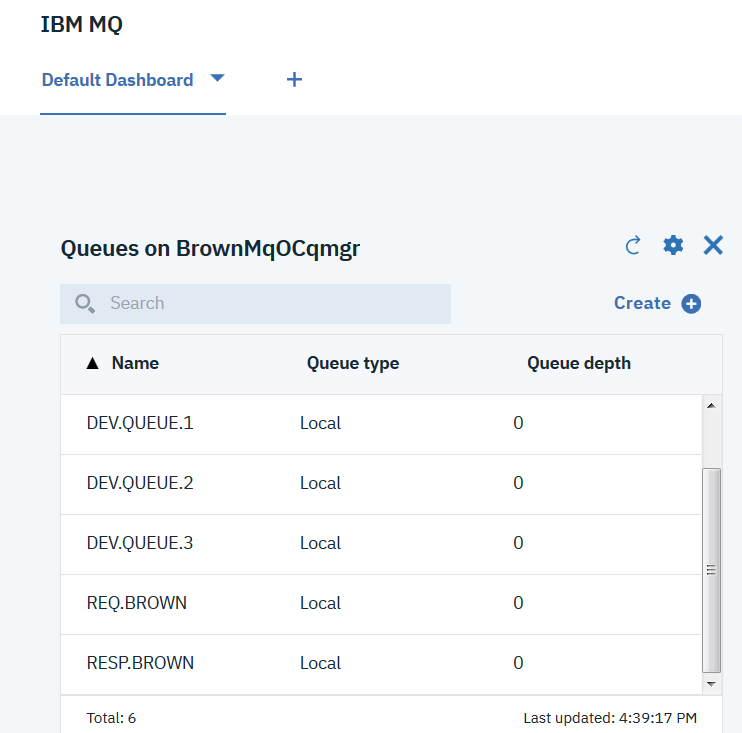 IBM MQ
Default Dashboard
Queues on BrownMqOCqmgr
Search
Create
Name Queue type Queue depth
DEV.QUEUE.1 Local 0
DEV.QUEUE.2 Local 0
DEV.QUEUE.3 Local 0
REQ.BROWN Local 0
RESP.BROWN Local 0
Total: 6 Last updated: 4:39:17 PM